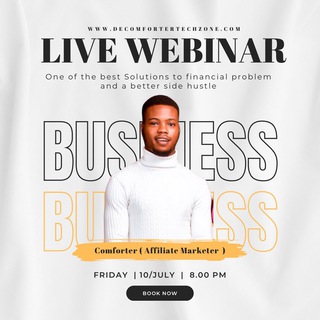 WWW.DECOMFORTERTECHZONE.COM
LIVE WEBINAR
One of the best Solutions to financial problem
and a better side hustle
BUSINESS
BUSINESS
Comforter ( Affiliate Marketer )
FRIDAY | 10/JULY | 8.00 PM
BOOK NOW